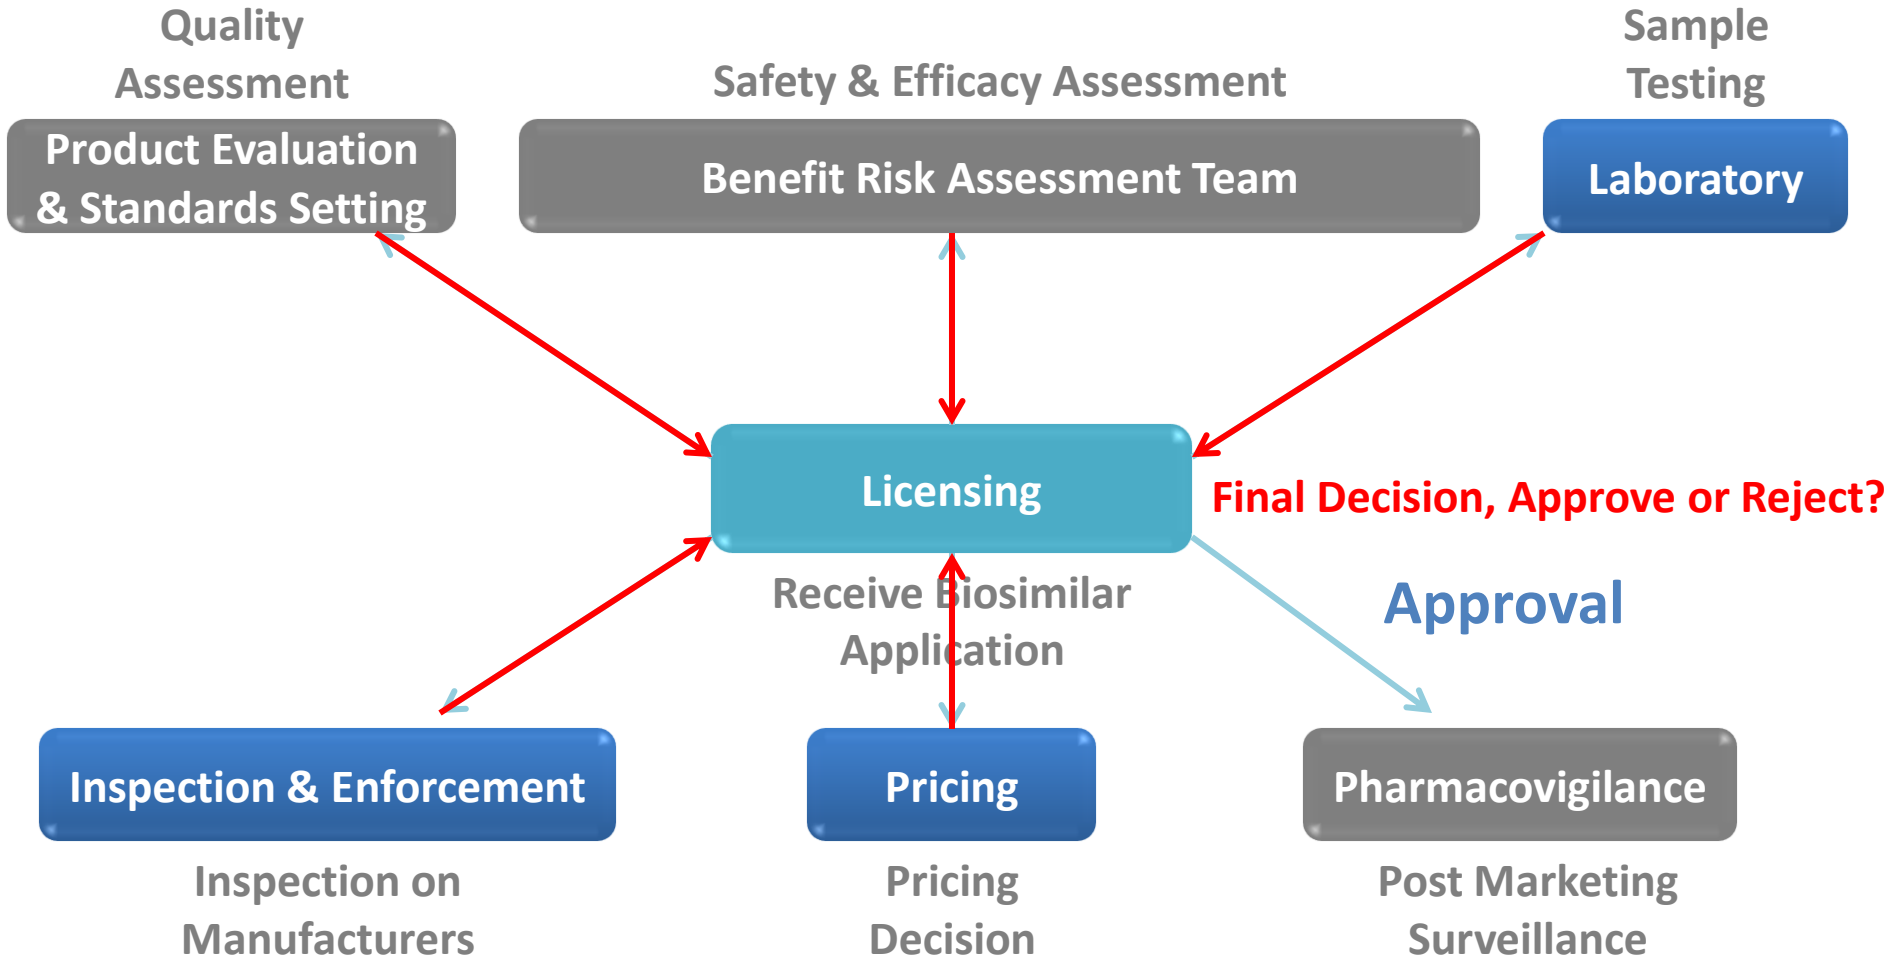 Quality
Assessment
Safety & Efficacy Assessment
Sample
Testing
Product Evaluation
& Standards Setting
Benefit Risk Assessment Team
Laboratory
Licensing
Final Decision, Approve or Reject?
Receive Biosimilar
Application
Approval
Inspection & Enforcement
Pricing
Pharmacovigilance
Inspection on
Manufacturers
Pricing
Decision
Post Marketing
Surveillance